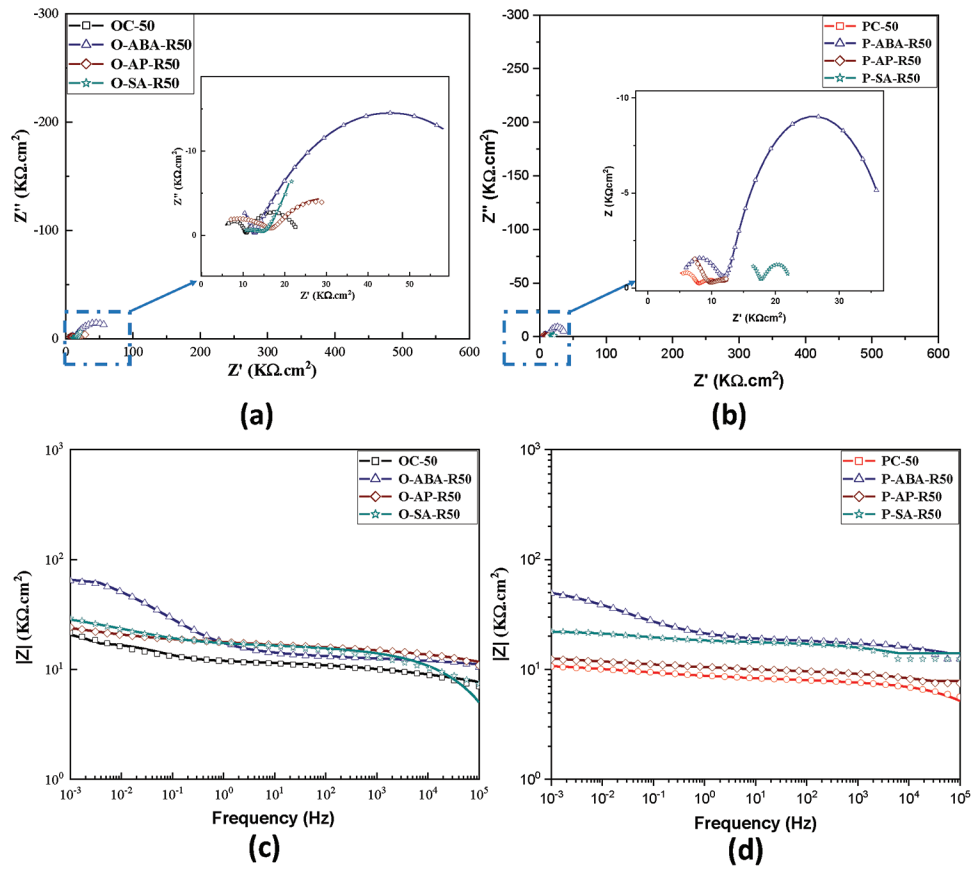 -300
-200
-100
0
Z'' (KΩ.cm²)
OC-50
O-ABA-R50
O-AP-R50
O-SA-R50
-10
0
Z'' (KΩ.cm²)
0 10 20 30 40 50
Z' (KΩ.cm²)
0 100 200 300 400 500 600
Z' (KΩ.cm²)
(a)
-300
-250
-200
-150
-100
-50
0
Z'' (KΩ.cm²)
PC-50
P-ABA-R50
P-AP-R50
P-SA-R50
-10
-5
0
Z (KΩcm²)
0 10 20 30
Z' (KΩcm²)
0 100 200 300 400 500 600
Z' (KΩ.cm²)
(b)
10³
10²
10¹
10⁰
|Z| (KΩ.cm²)
OC-50
O-ABA-R50
O-AP-R50
O-SA-R50
10⁻³ 10⁻² 10⁻¹ 10⁰ 10¹ 10² 10³ 10⁴ 10⁵
Frequency (Hz)
(c)
10³
10²
10¹
10⁰
|Z| (KΩ.cm²)
PC-50
P-ABA-R50
P-AP-R50
P-SA-R50
10⁻³ 10⁻² 10⁻¹ 10⁰ 10¹ 10² 10³ 10⁴ 10⁵
Frequency (Hz)
(d)